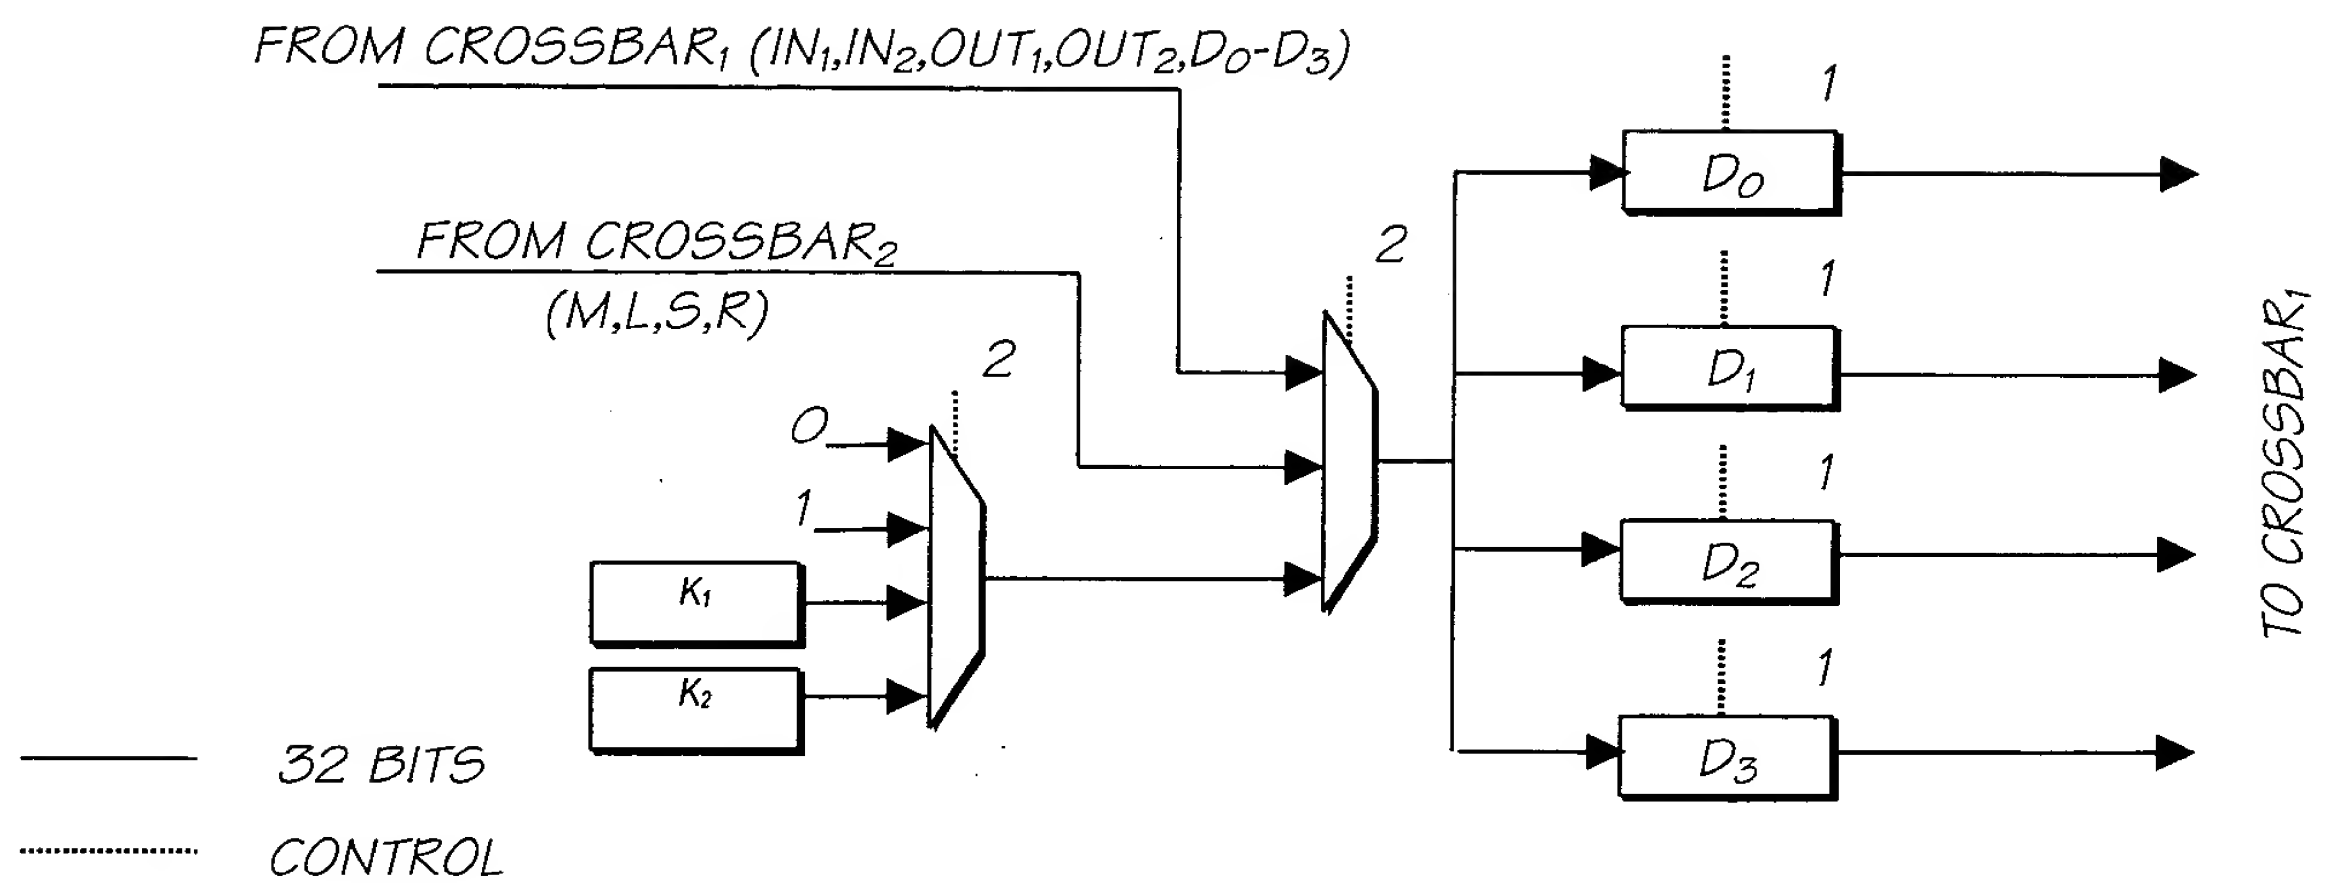 FROM CROSSBAR₁ (IN₁,IN₂,OUT₁,OUT₂,D₀-D₃)
1
D₀
FROM CROSSBAR₂
(M,L,S,R)
2
1
D₁
2
0
1
1
D₂
K₁
K₂
1
D₃
TO CROSSBAR₁
32 BITS
CONTROL